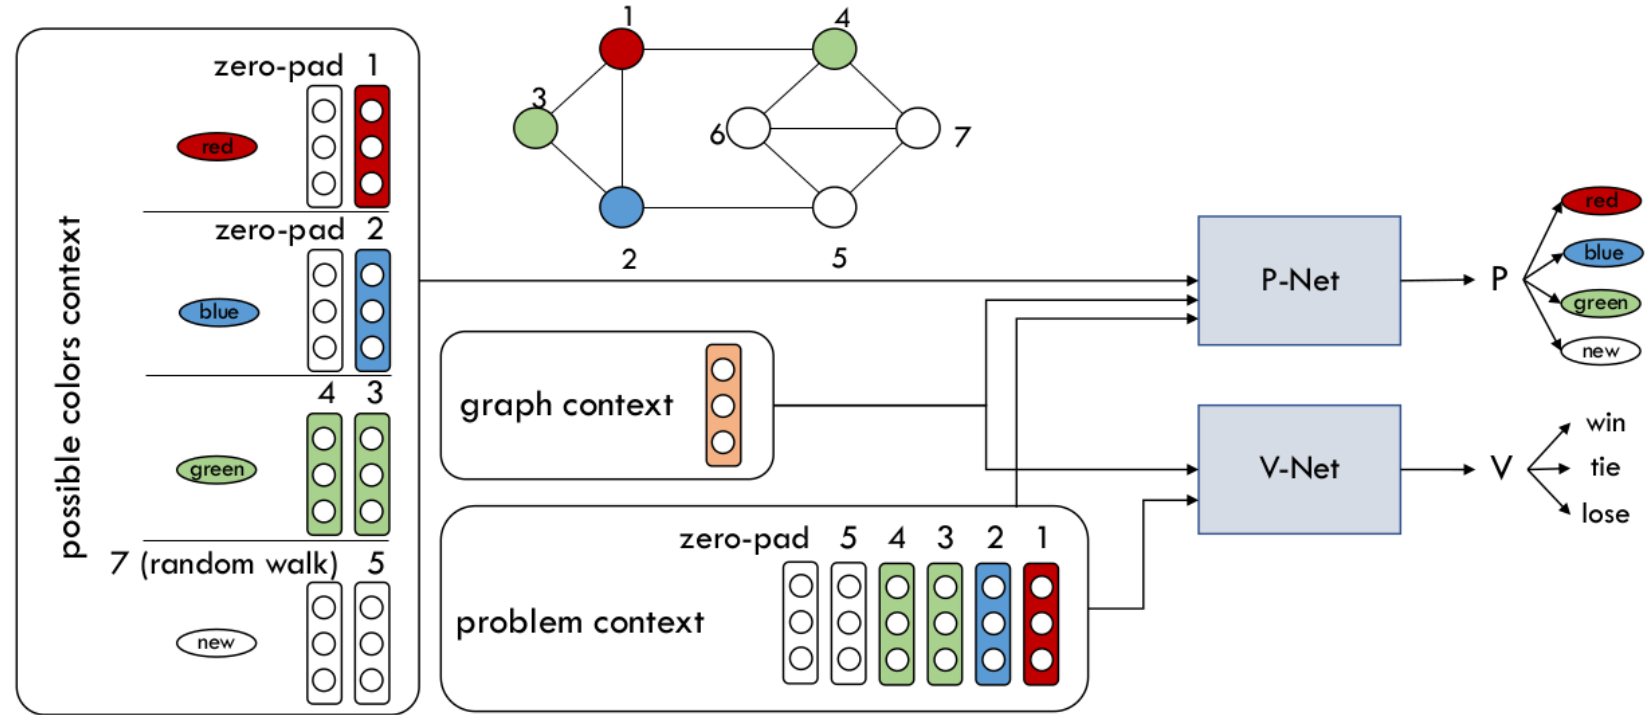 possible colors context
zero-pad 1
red
zero-pad 2
blue
4 3
green
7 (random walk) 5
new
1
4
3
6
7
2
5
graph context
problem context
zero-pad 5 4 3 2 1
P-Net
P
red
blue
green
new
V-Net
V
win
tie
lose